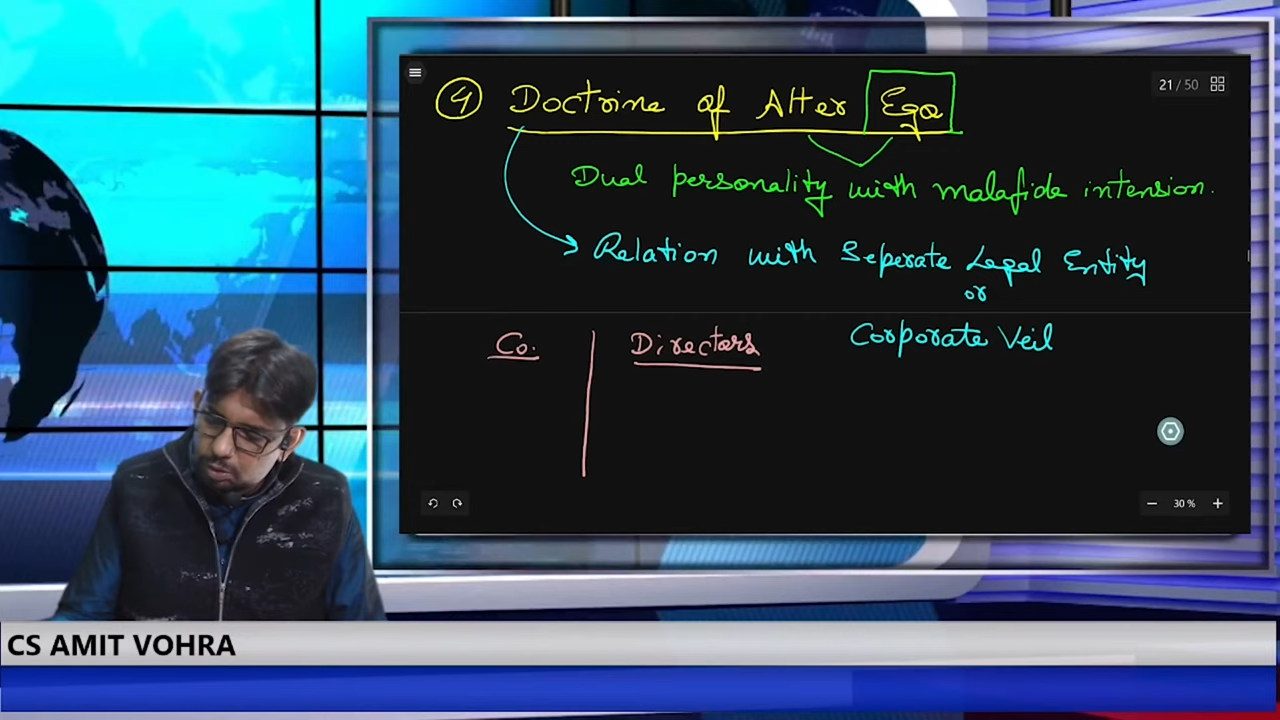 4 Doctrine of Alter Ego
21 / 50
Dual personality with malafide intension.
Relation with Seperate Legal Entity
or
Corporate Veil
Co.
Directors
30 %
CS AMIT VOHRA